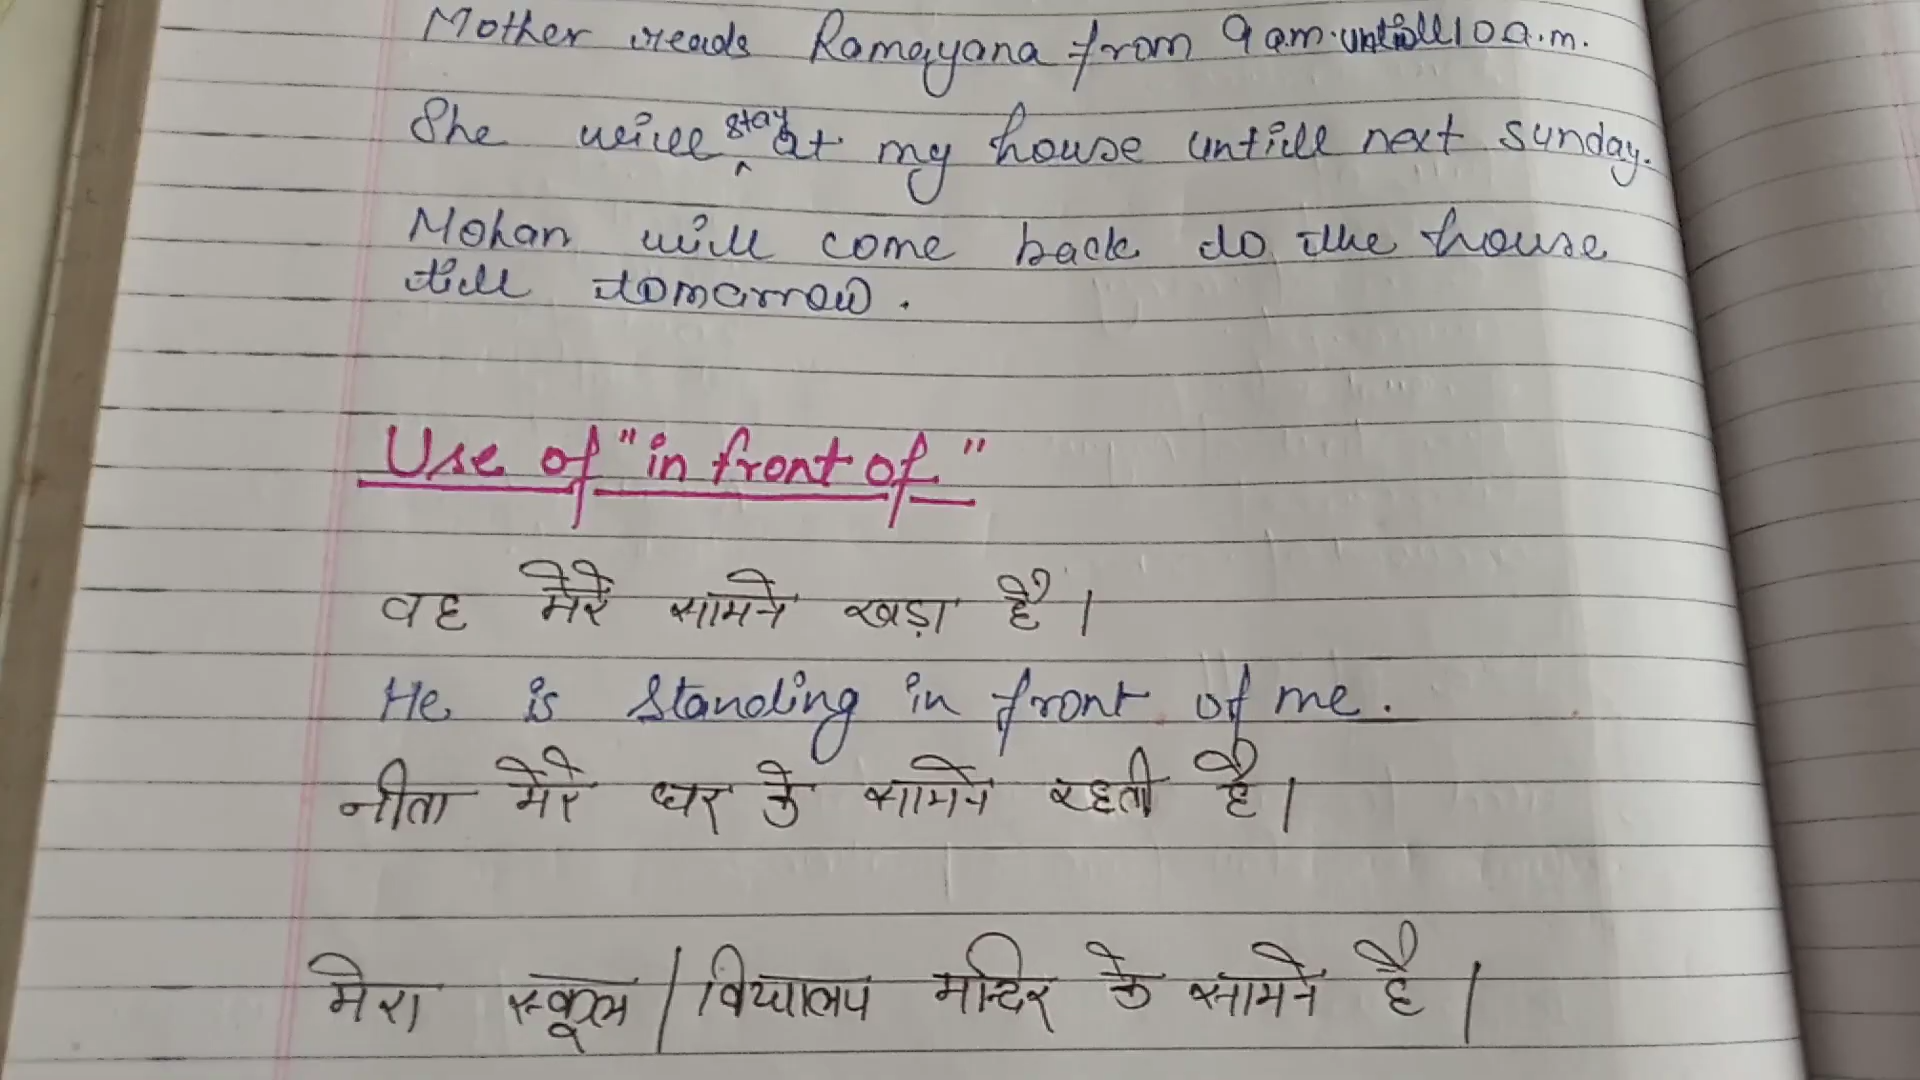 Mother reads Ramayana from 9 a.m. untill 10 a.m.
She will stay at my house untill next sunday.
Mohan will come back to the house
till tomorrow.
Use of "in front of"
वह मेरे सामने खड़ा है।
He is standing in front of me.
नीता मेरे घर के सामने रहती है।
मेरा स्कूल / विद्यालय मन्दिर के सामने है।